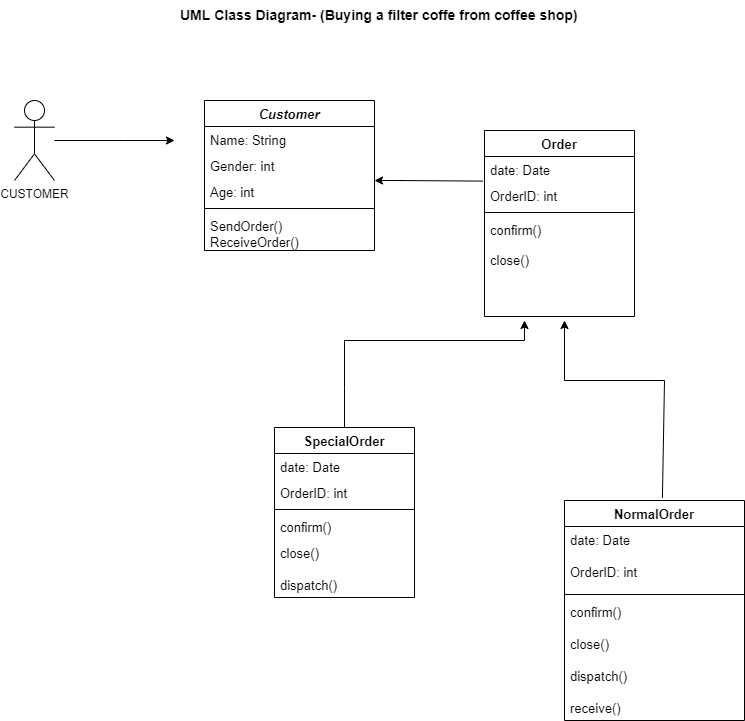 UML Class Diagram- (Buying a filter coffe from coffee shop)
CUSTOMER
Customer
Name: String
Gender: int
Age: int
SendOrder()
ReceiveOrder()
Order
date: Date
OrderID: int
confirm()
close()
SpecialOrder
date: Date
OrderID: int
confirm()
close()
dispatch()
NormalOrder
date: Date
OrderID: int
confirm()
close()
dispatch()
receive()